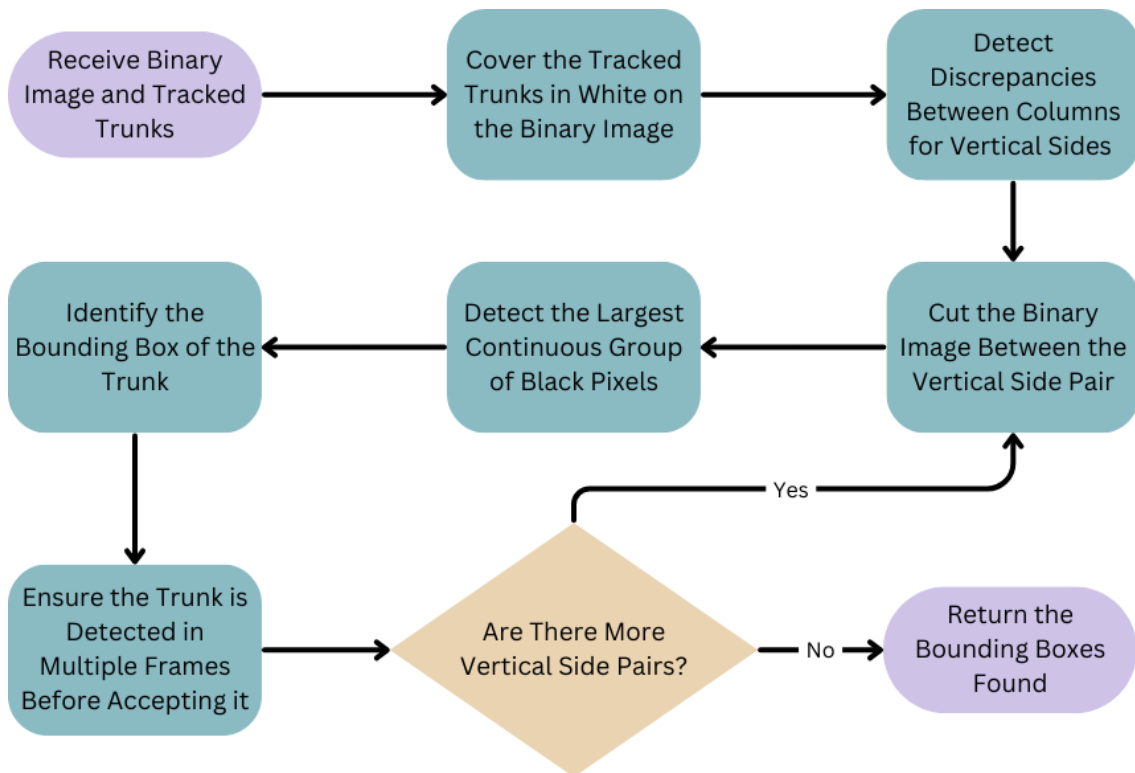 Receive Binary
Image and Tracked
Trunks
Cover the Tracked
Trunks in White on
the Binary Image
Detect
Discrepancies
Between Columns
for Vertical Sides
Cut the Binary
Image Between the
Vertical Side Pair
Detect the Largest
Continuous Group
of Black Pixels
Identify the
Bounding Box of the
Trunk
Ensure the Trunk is
Detected in
Multiple Frames
Before Accepting it
Are There More
Vertical Side Pairs?
Yes
No
Return the
Bounding Boxes
Found